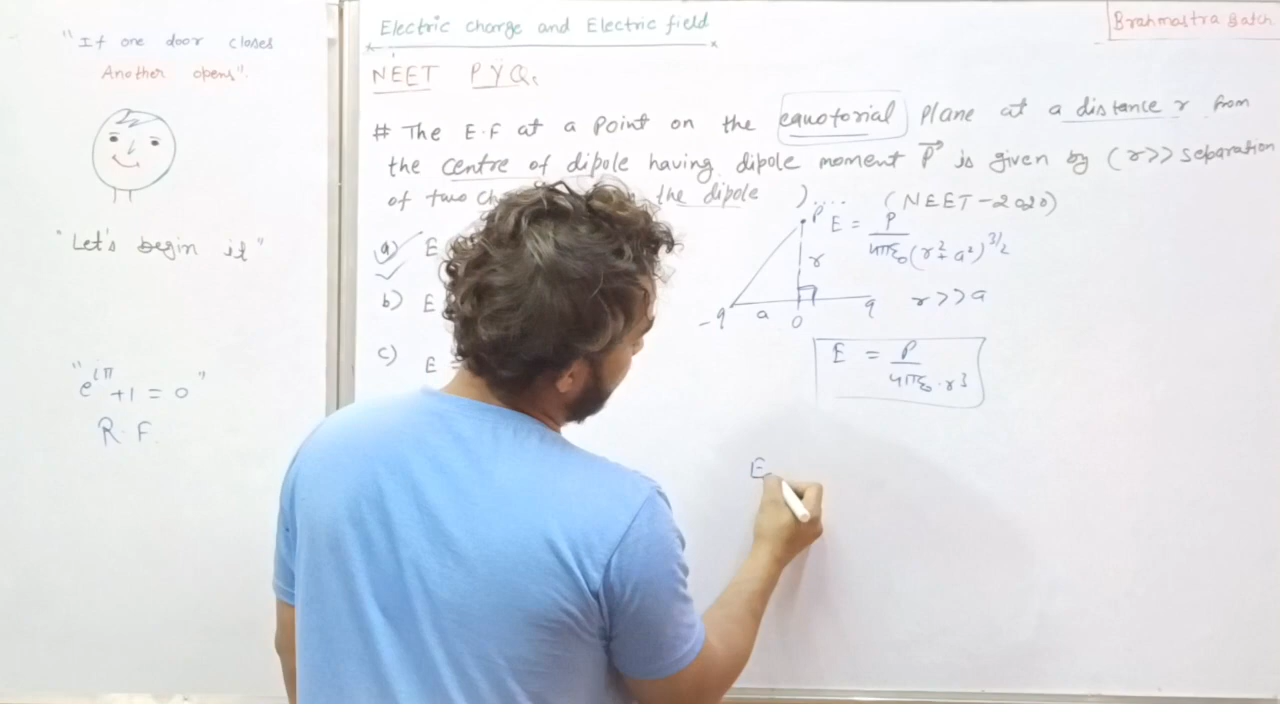 "If one door closes
Another opens".
"Let's begin it"
"e^{iπ} +1 = 0"
R.F.
Electric charge and Electric field
Brahmastra Batch
NEET PYQ.
# The E.F at a Point on the equotorial Plane at a distance r from
the centre of dipole having dipole moment P⃗ is given by (r>> separation
of two the dipole ).... (NEET-2020)
a) E
b) E
c) E
P
r
-q a O q
E = P / 4πε₀(r²+a²)^{3/2}
r>>a
E = P / 4πε₀.r³
E